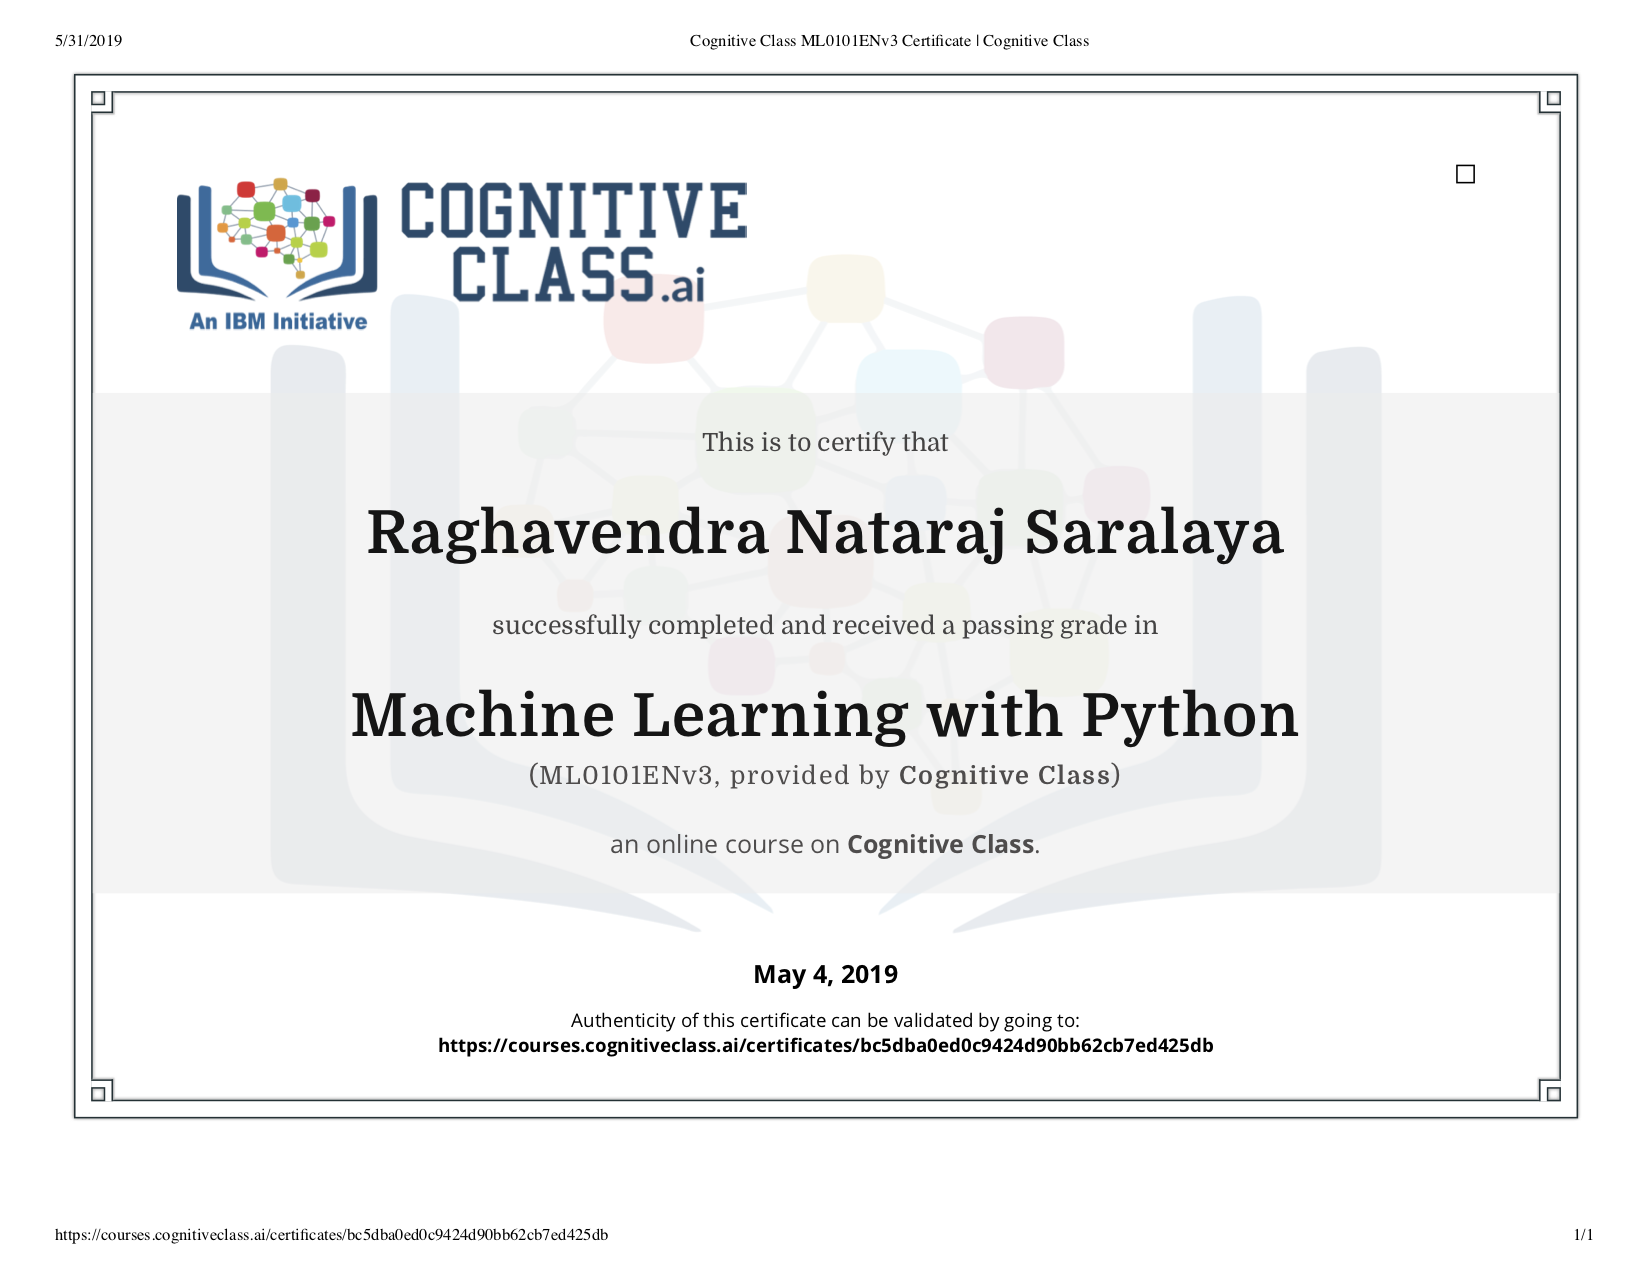 5/31/2019
Cognitive Class ML0101ENv3 Certificate | Cognitive Class
COGNITIVE
CLASS.ai
An IBM Initiative
This is to certify that
Raghavendra Nataraj Saralaya
successfully completed and received a passing grade in
Machine Learning with Python
(ML0101ENv3, provided by Cognitive Class)
an online course on Cognitive Class.
May 4, 2019
Authenticity of this certificate can be validated by going to:
https://courses.cognitiveclass.ai/certificates/bc5dba0ed0c9424d90bb62cb7ed425db
https://courses.cognitiveclass.ai/certificates/bc5dba0ed0c9424d90bb62cb7ed425db
1/1